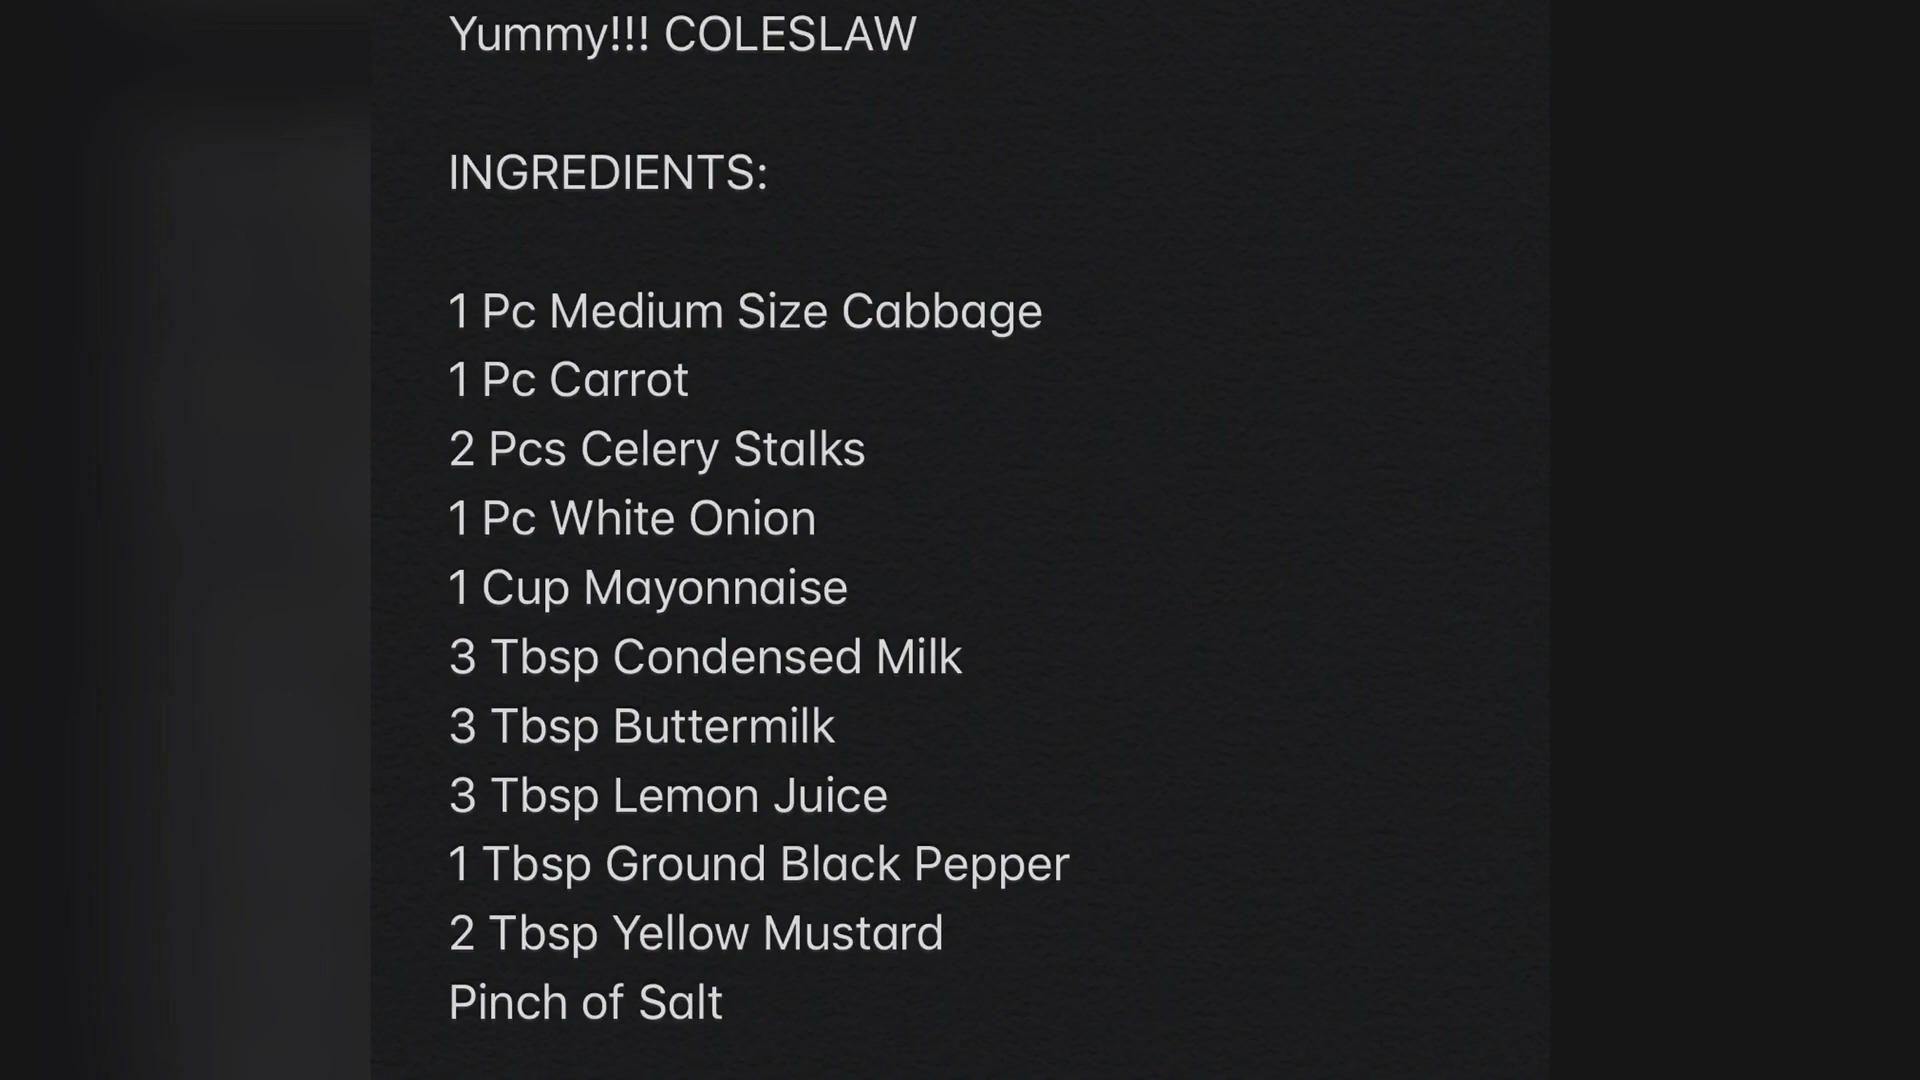 Yummy!!! COLESLAW
INGREDIENTS:
1 Pc Medium Size Cabbage
1 Pc Carrot
2 Pcs Celery Stalks
1 Pc White Onion
1 Cup Mayonnaise
3 Tbsp Condensed Milk
3 Tbsp Buttermilk
3 Tbsp Lemon Juice
1 Tbsp Ground Black Pepper
2 Tbsp Yellow Mustard
Pinch of Salt